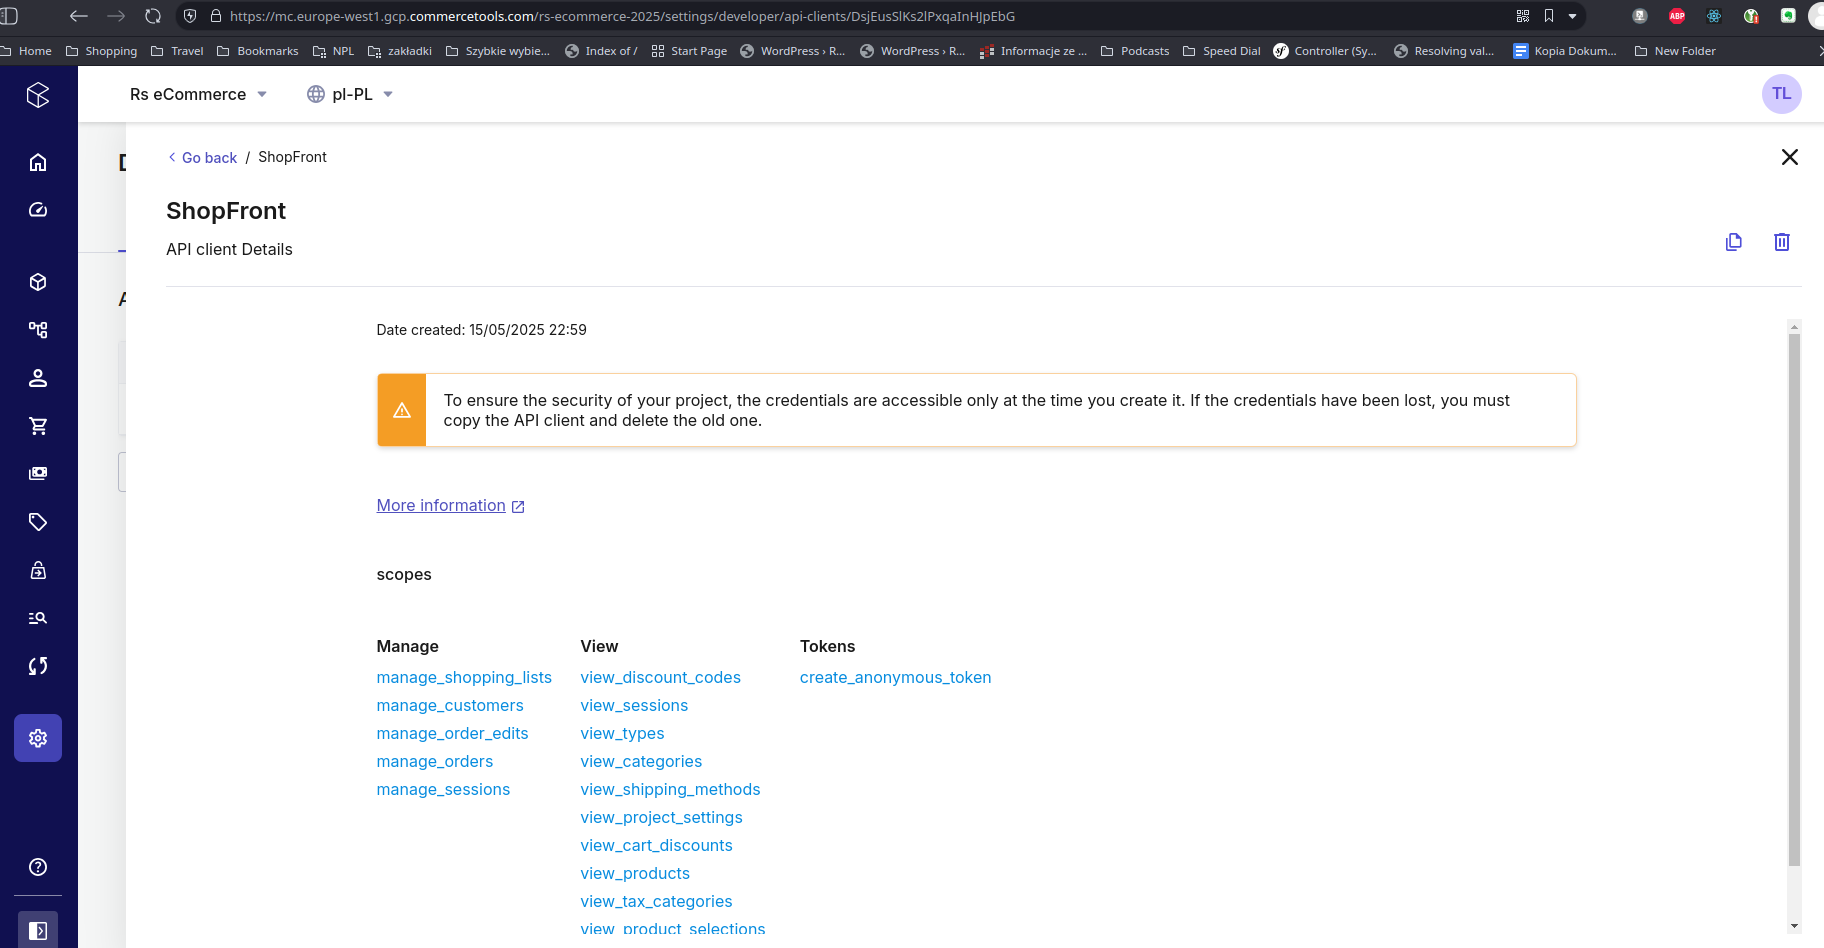 https://mc.europe-west1.gcp.commercetools.com/rs-ecommerce-2025/settings/developer/api-clients/DsjEusSlKs2lPxqaInHJpEbG
ABP
Home Shopping Travel Bookmarks NPL zakładki Szybkie wybie... Index of / Start Page WordPress › R... WordPress › R... Informacje ze ... Podcasts Speed Dial Controller (Sy... Resolving val... Kopia Dokum... New Folder
Rs eCommerce pl-PL TL
Go back / ShopFront
ShopFront
API client Details
Date created: 15/05/2025 22:59
To ensure the security of your project, the credentials are accessible only at the time you create it. If the credentials have been lost, you must
copy the API client and delete the old one.
More information
scopes
Manage View Tokens
manage_shopping_lists view_discount_codes create_anonymous_token
manage_customers view_sessions
manage_order_edits view_types
manage_orders view_categories
manage_sessions view_shipping_methods
view_project_settings
view_cart_discounts
view_products
view_tax_categories
view_product_selections